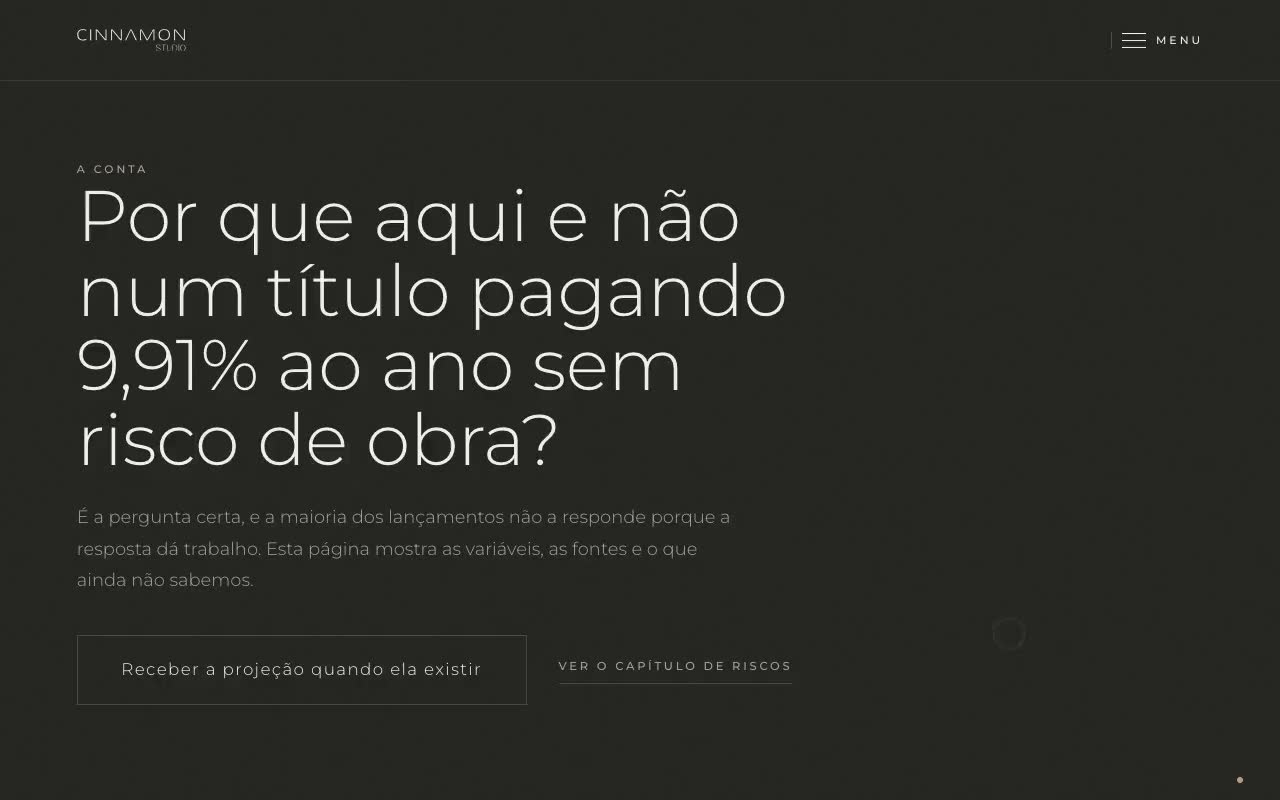 CINNAMON
STUDIO
MENU
A CONTA
Por que aqui e não
num título pagando
9,91% ao ano sem
risco de obra?
É a pergunta certa, e a maioria dos lançamentos não a responde porque a
resposta dá trabalho. Esta página mostra as variáveis, as fontes e o que
ainda não sabemos.
Receber a projeção quando ela existir
VER O CAPÍTULO DE RISCOS